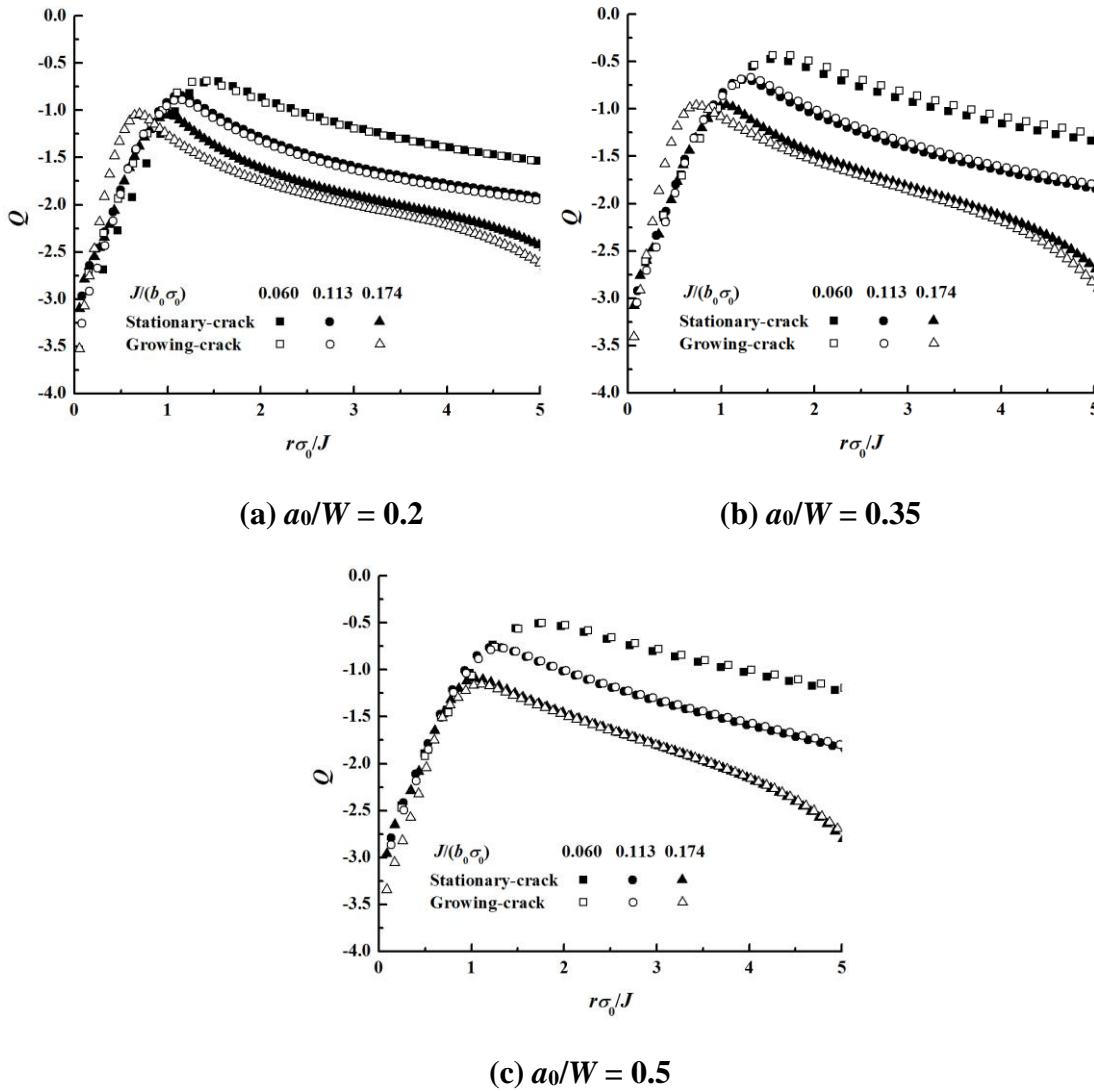 0.0
-0.5
-1.0
-1.5
-2.0
-2.5
-3.0
-3.5
-4.0
Q
J/(b₀σ₀) 0.060 0.113 0.174
Stationary-crack
Growing-crack
0 1 2 3 4 5
rσ₀/J
(a) a₀/W = 0.2
0.0
-0.5
-1.0
-1.5
-2.0
-2.5
-3.0
-3.5
-4.0
Q
J/(b₀σ₀) 0.060 0.113 0.174
Stationary-crack
Growing-crack
0 1 2 3 4 5
rσ₀/J
(b) a₀/W = 0.35
0.0
-0.5
-1.0
-1.5
-2.0
-2.5
-3.0
-3.5
-4.0
Q
J/(b₀σ₀) 0.060 0.113 0.174
Stationary-crack
Growing-crack
0 1 2 3 4 5
rσ₀/J
(c) a₀/W = 0.5